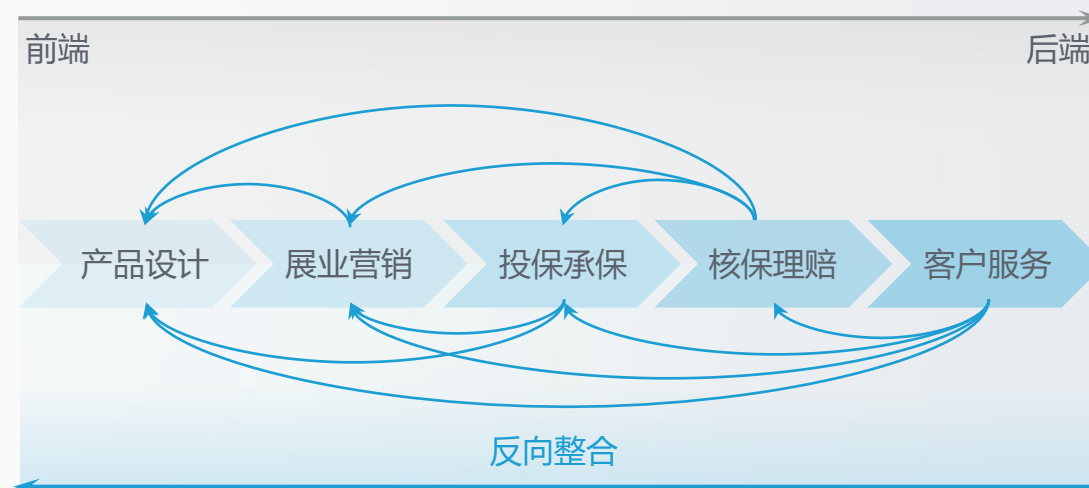 前端
后端
产品设计
展业营销
投保承保
核保理赔
客户服务
反向整合